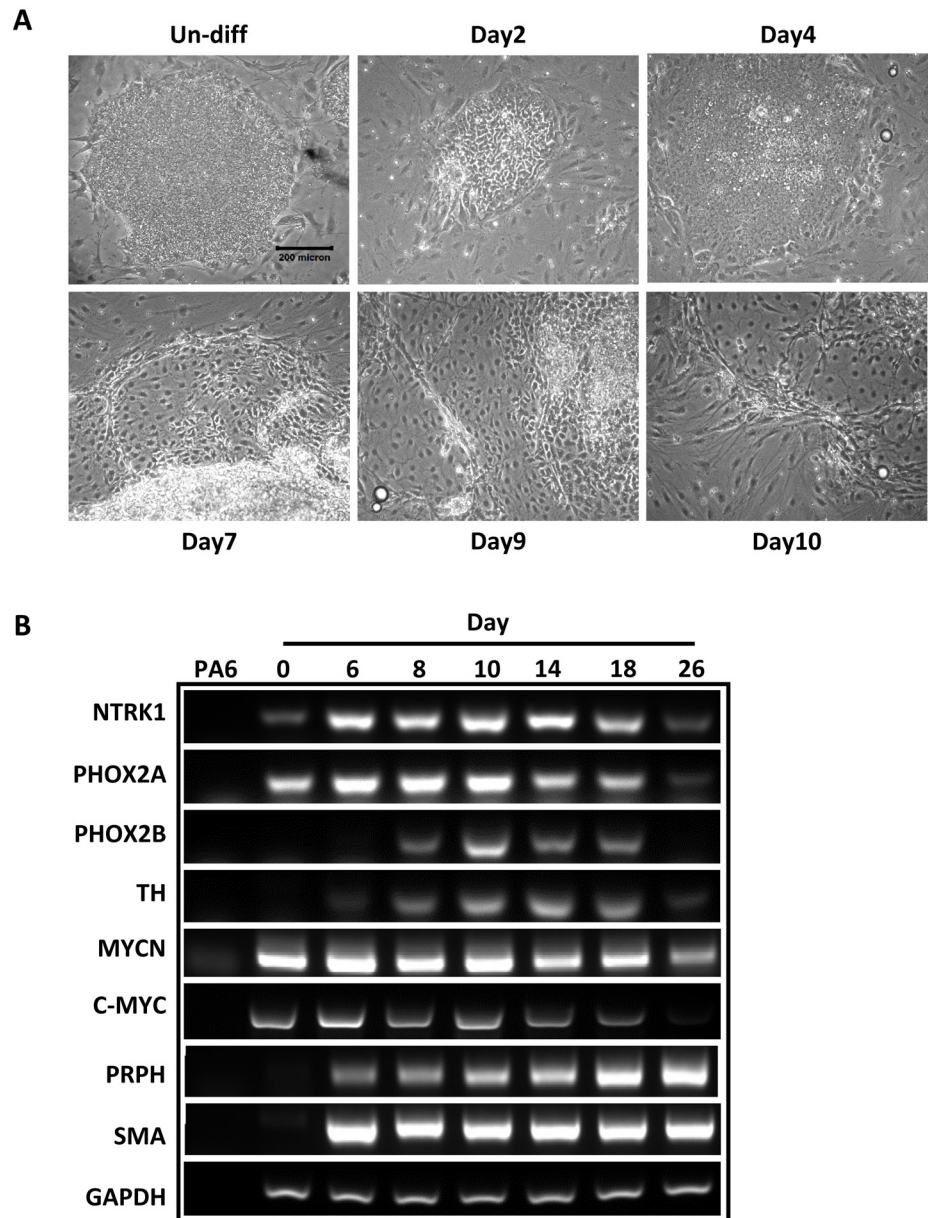 A
Un-diff Day2 Day4
200 micron
Day7 Day9 Day10
B
Day
PA6 0 6 8 10 14 18 26
NTRK1
PHOX2A
PHOX2B
TH
MYCN
C-MYC
PRPH
SMA
GAPDH